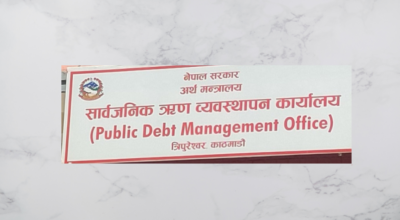 नेपाल सरकार
अर्थ मन्त्रालय
सार्वजनिक ऋण व्यवस्थापन कार्यालय
(Public Debt Management Office)
त्रिपुरेश्वर, काठमाडौं